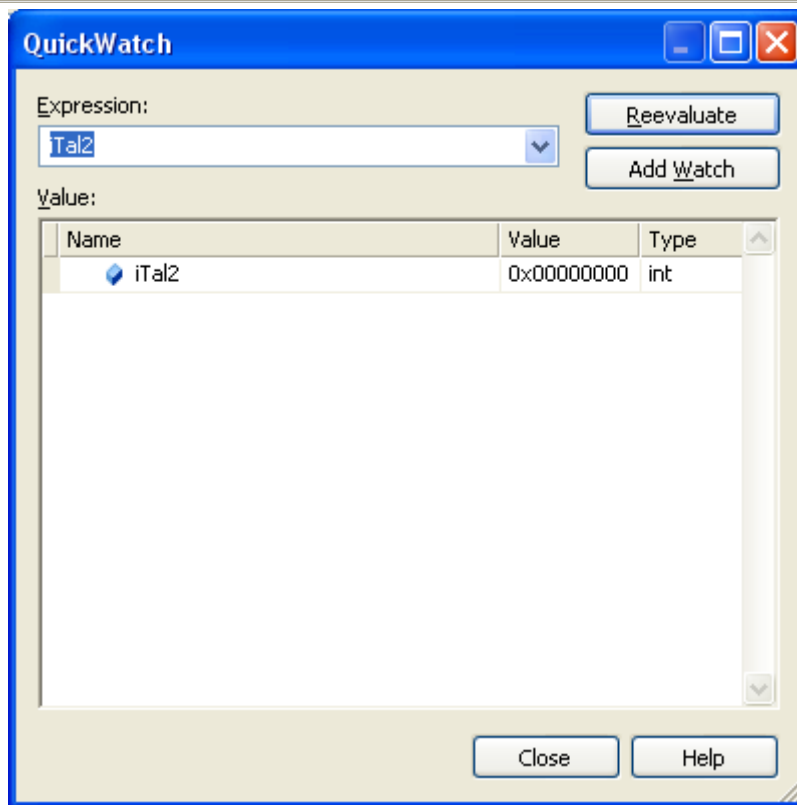 QuickWatch
Expression:
Reevaluate
iTal2
Add Watch
Value:
Name Value Type
iTal2 0x00000000 int
Close Help